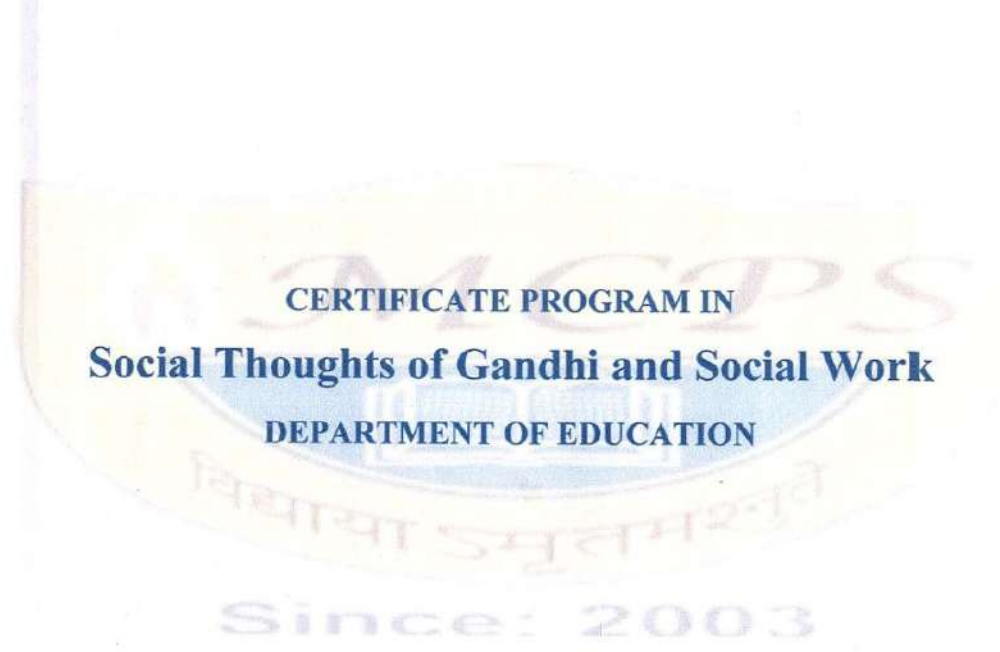 MCPS
CERTIFICATE PROGRAM IN
Social Thoughts of Gandhi and Social Work
DEPARTMENT OF EDUCATION
विद्यया ऽमृतमश्नुते
Since: 2003